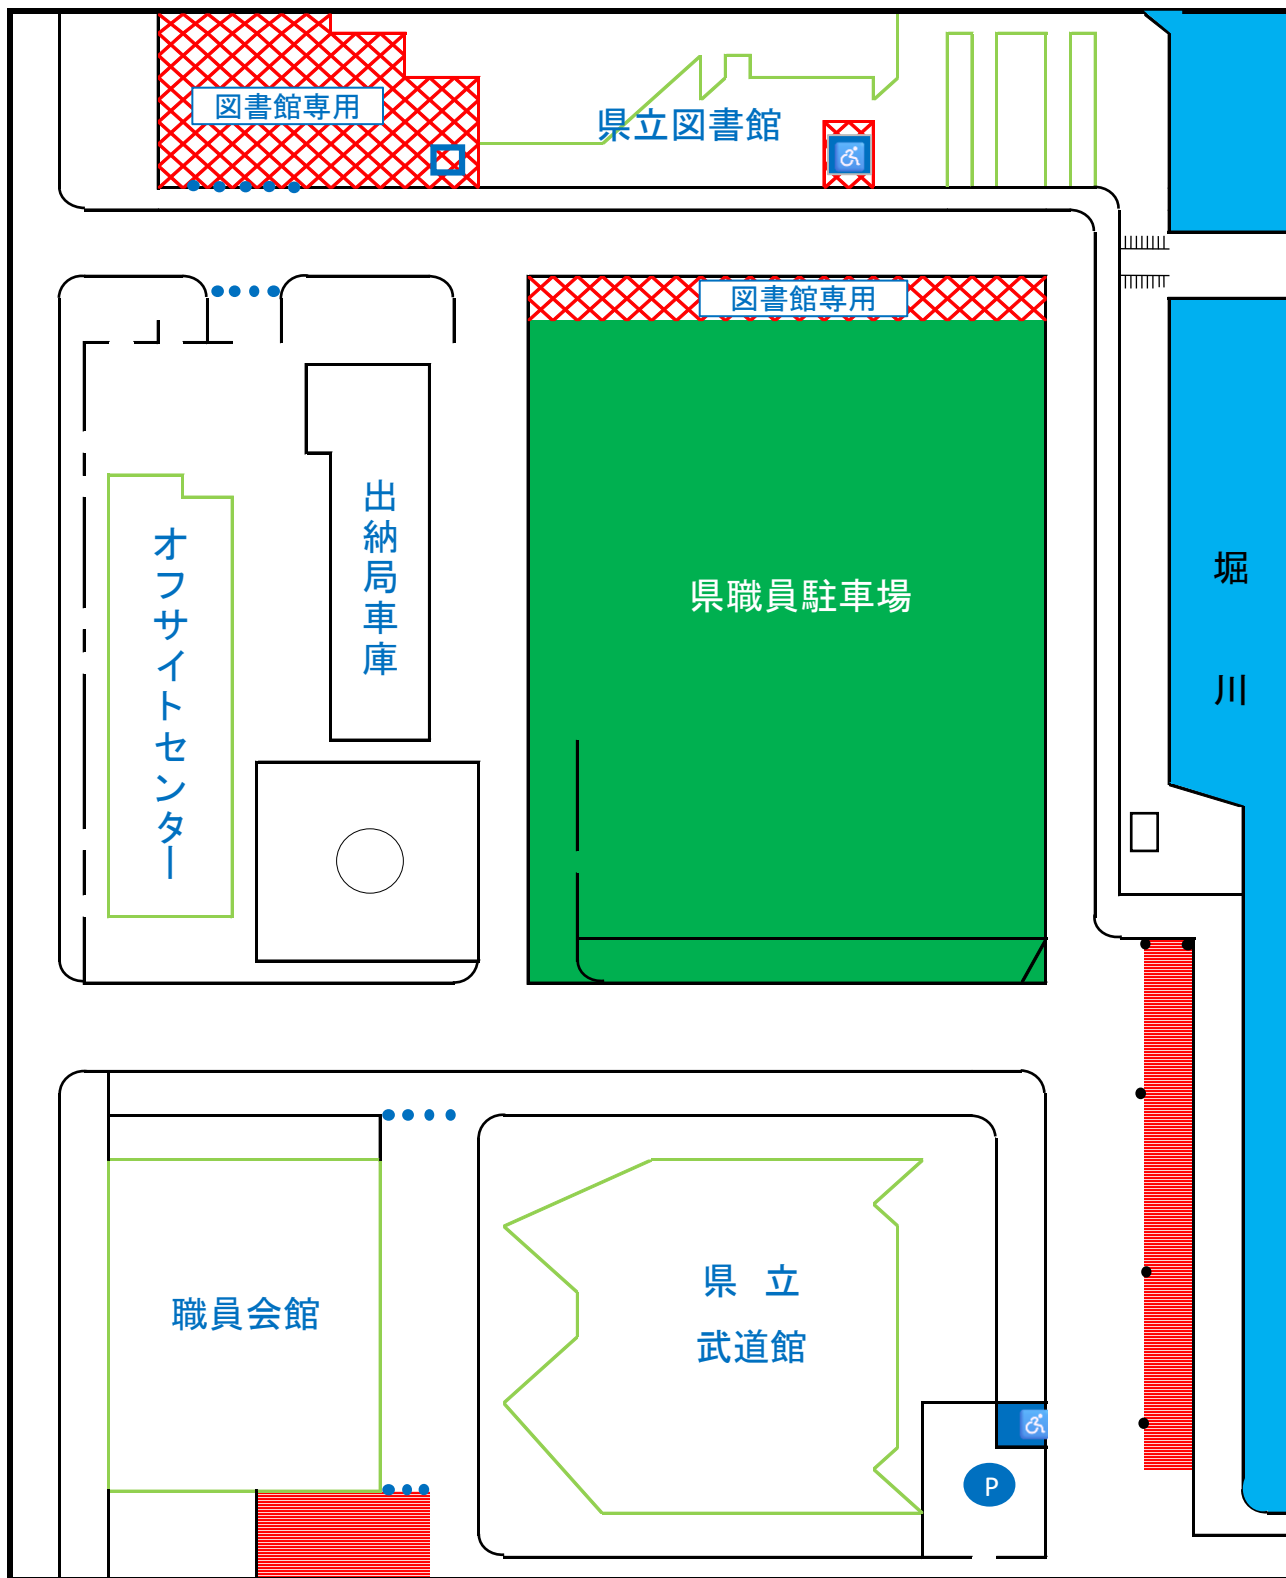 図書館専用
県立図書館
図書館専用
出納局車庫
オフサイトセンター
県職員駐車場
堀川
職員会館
県 立
武道館
P